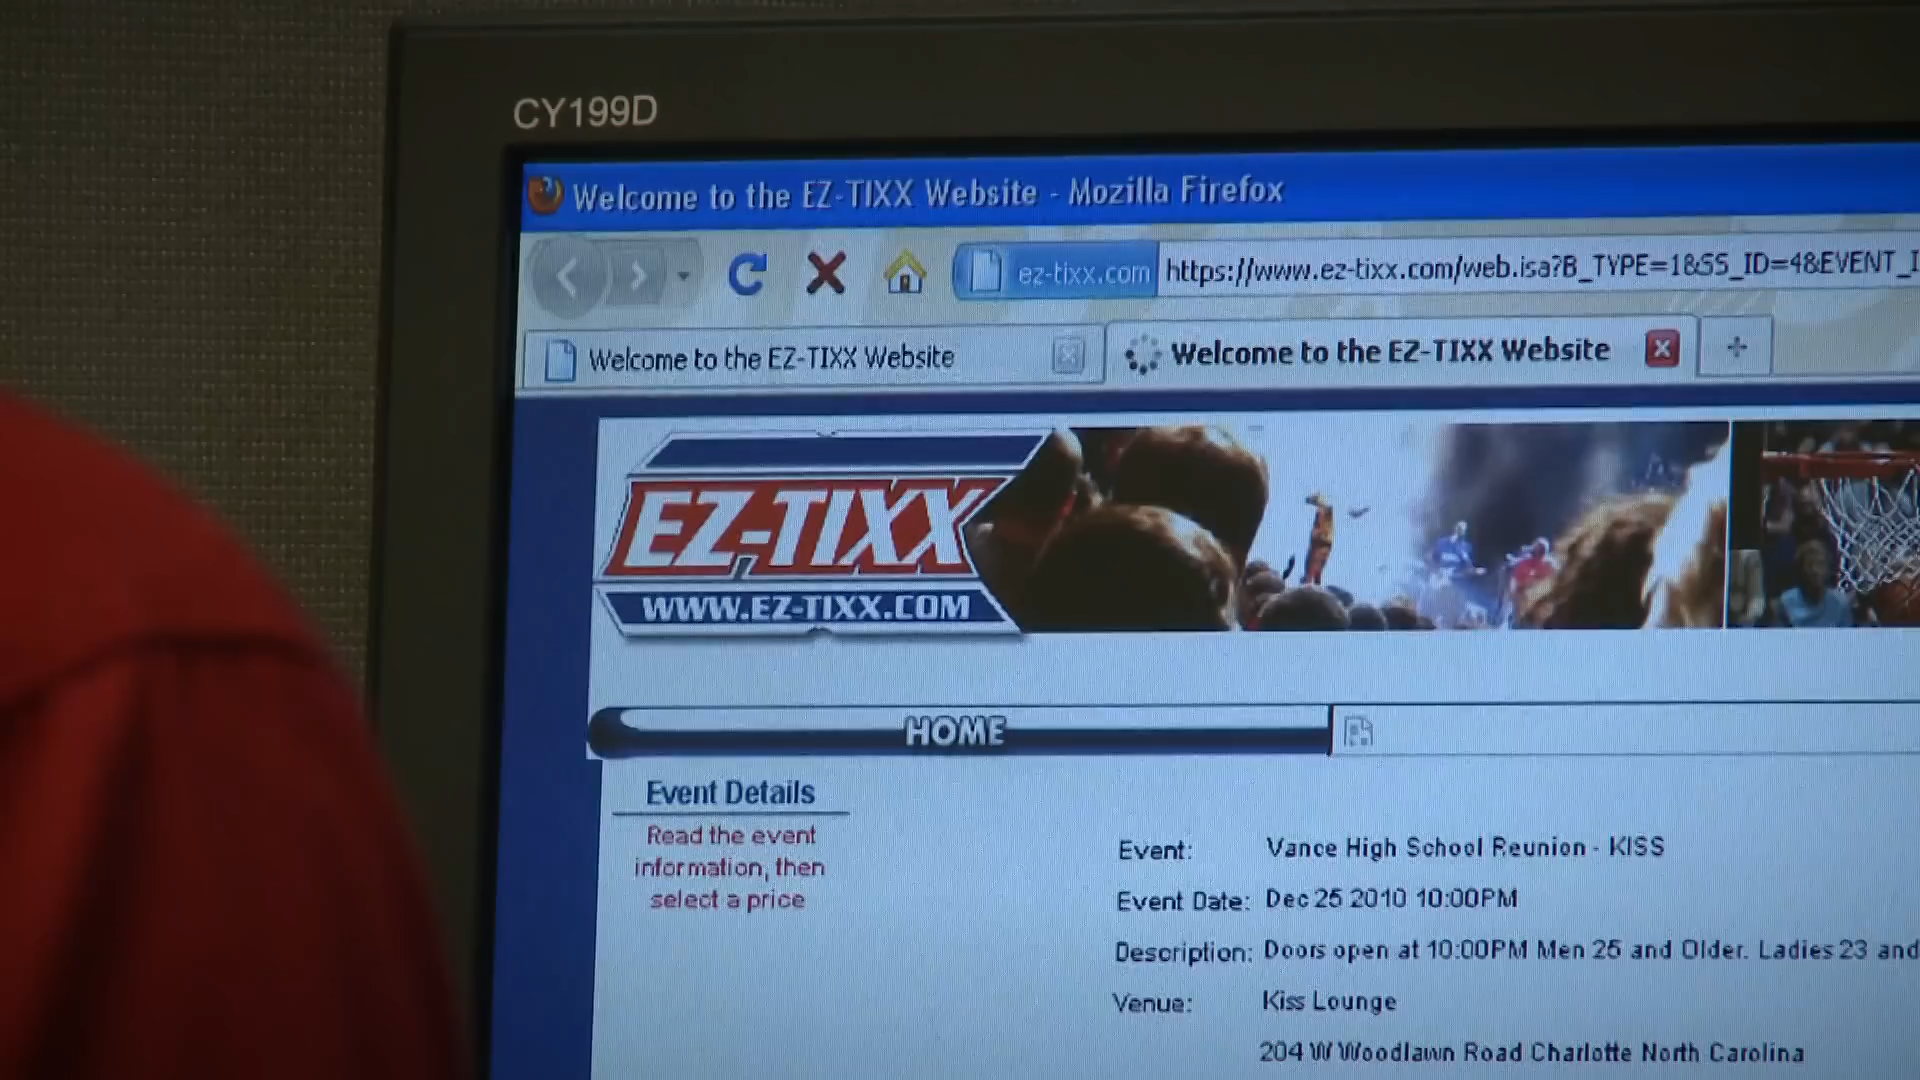 CY199D
Welcome to the EZ-TIXX Website - Mozilla Firefox
ez-tixx.com https://www.ez-tixx.com/web.isa?B_TYPE=1&SS_ID=4&EVENT_I
Welcome to the EZ-TIXX Website
Welcome to the EZ-TIXX Website
EZ-TIXX
WWW.EZ-TIXX.COM
HOME
Event Details
Read the event
information, then
select a price
Event: Vance High School Reunion - KISS
Event Date: Dec 25 2010 10:00PM
Description: Doors open at 10:00PM Men 25 and Older. Ladies 23 and
Venue: Kiss Lounge
204 W Woodlawn Road Charlotte North Carolina